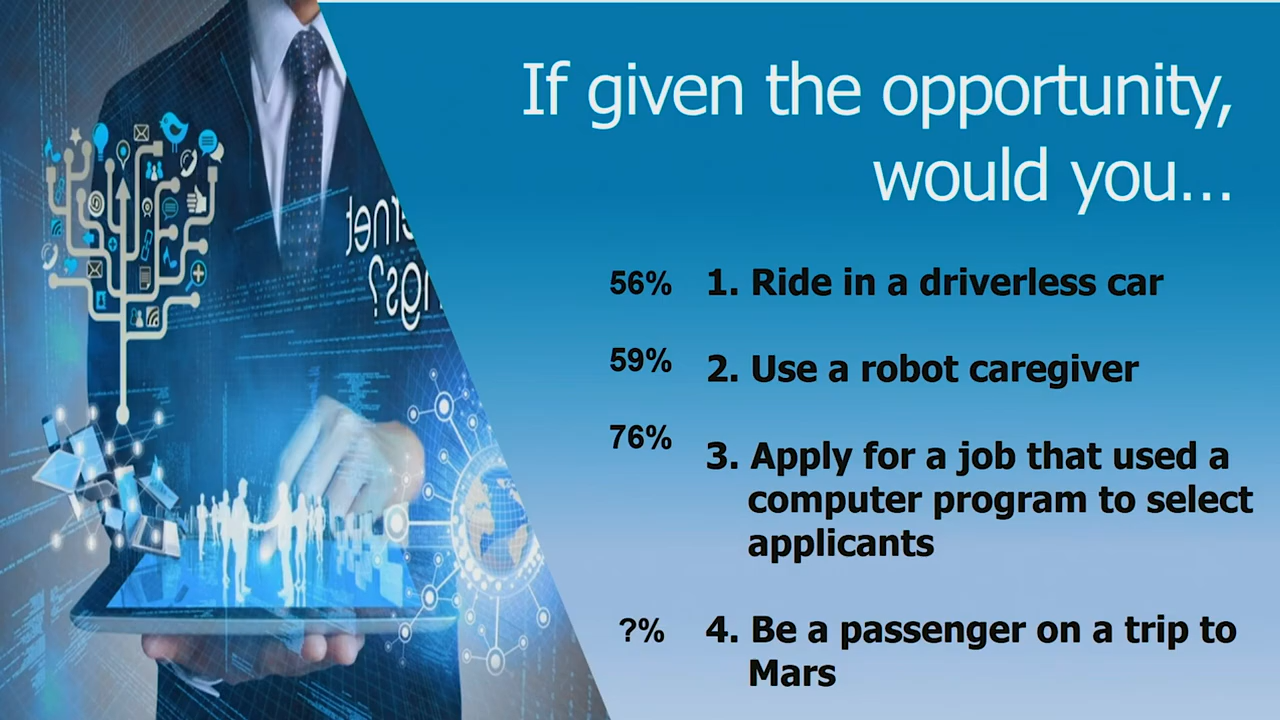 If given the opportunity,
would you...
56% 1. Ride in a driverless car
59% 2. Use a robot caregiver
76% 3. Apply for a job that used a
computer program to select
applicants
?% 4. Be a passenger on a trip to
Mars